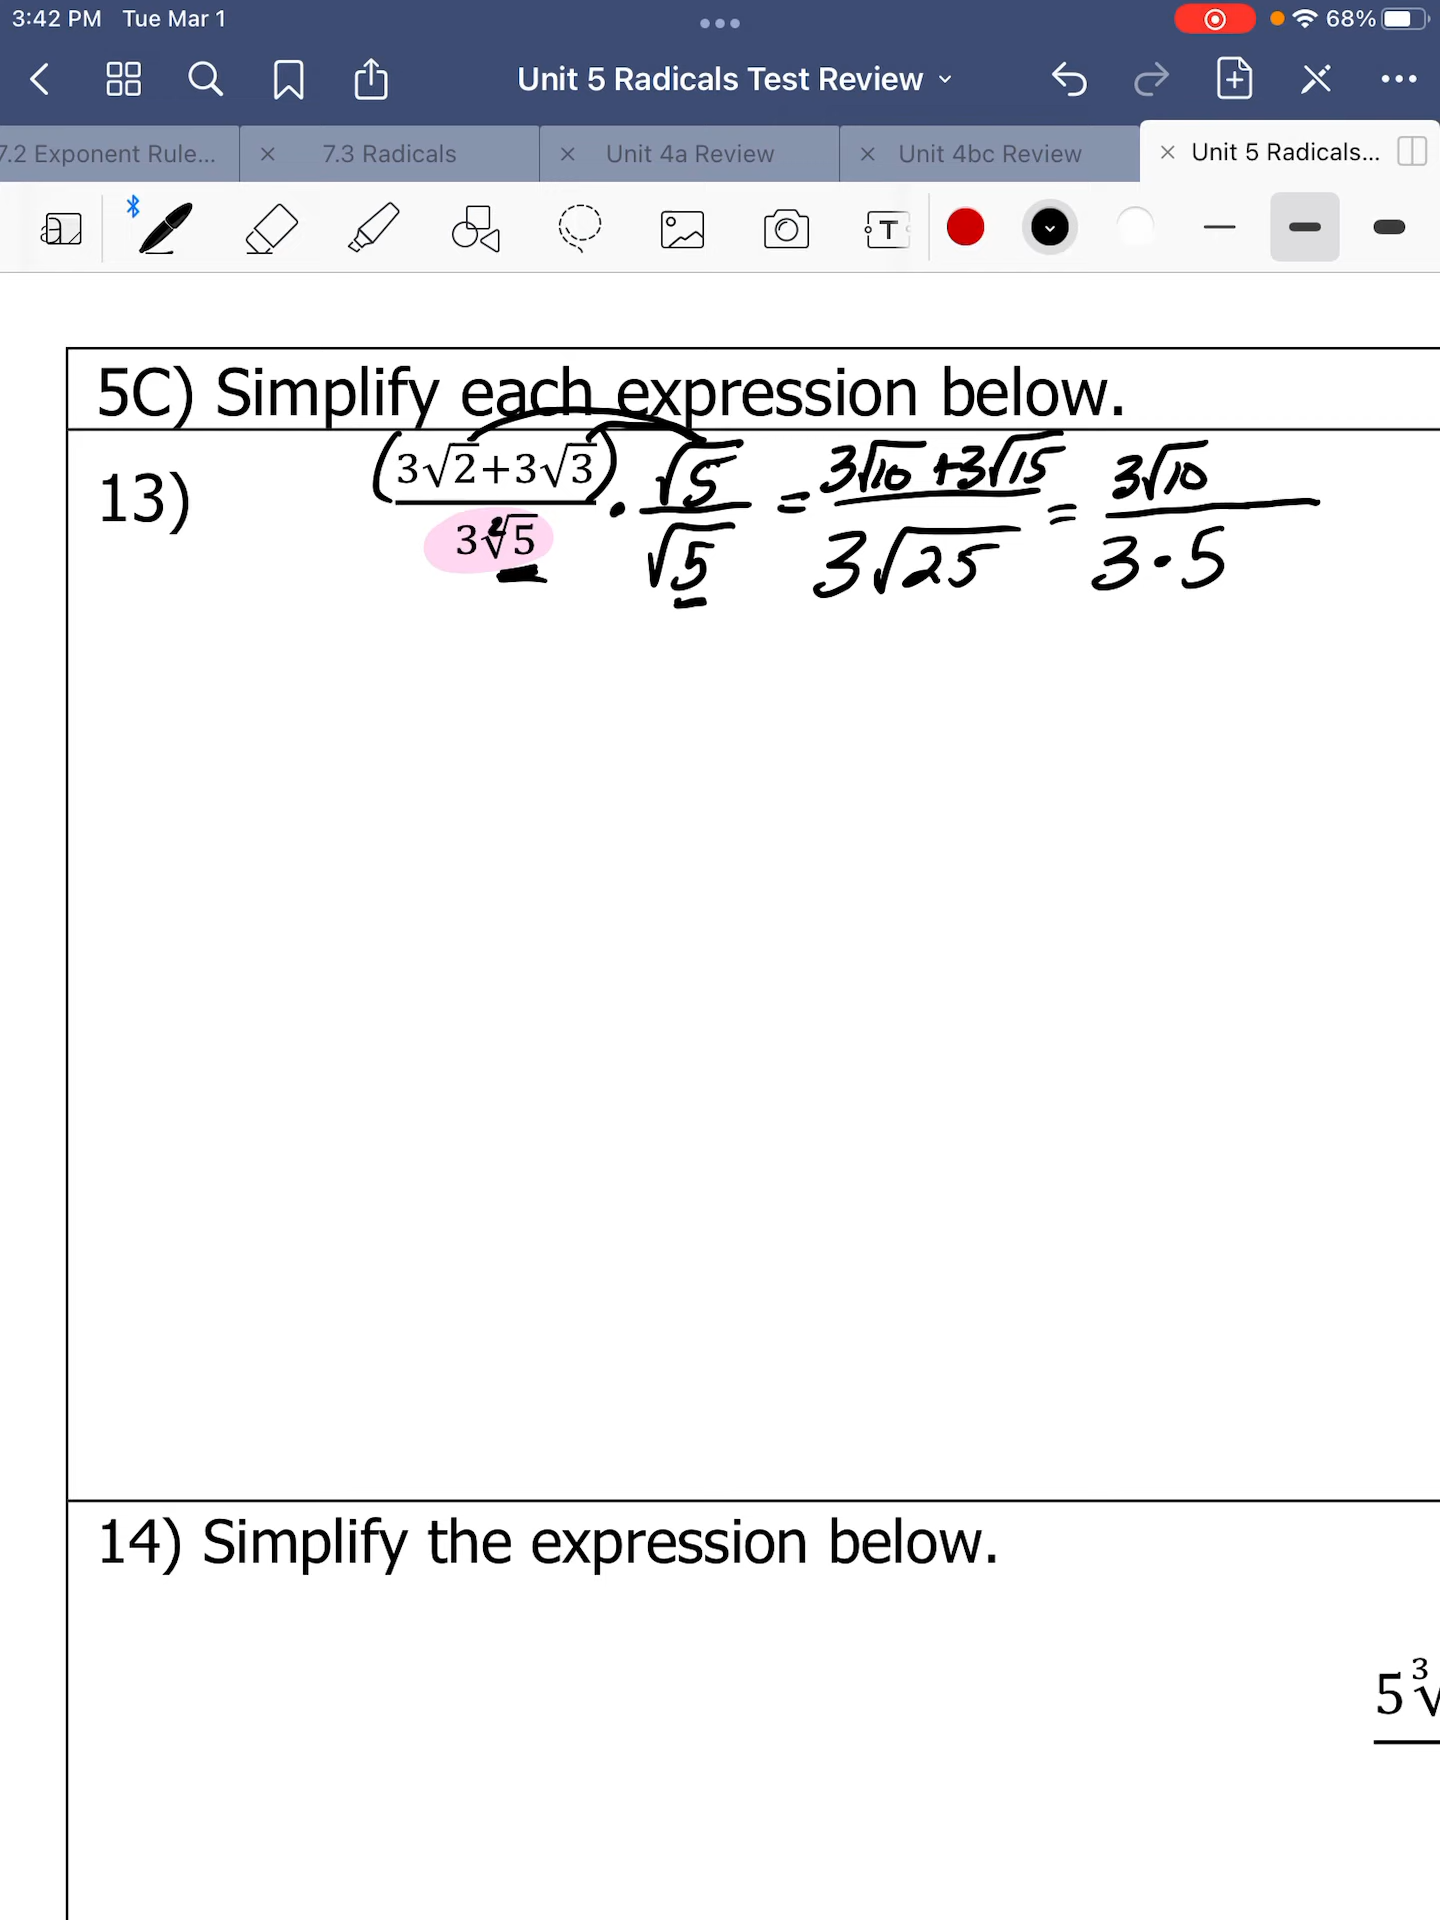 3:42 PM Tue Mar 1 68%
Unit 5 Radicals Test Review
7.2 Exponent Rule... × 7.3 Radicals × Unit 4a Review × Unit 4bc Review × Unit 5 Radicals...
a T
5C) Simplify each expression below.
13) (3√2+3√3)/(3²√5) · √5/√5 = (3√10 +3√15)/(3√25) = 3√10/(3·5)
14) Simplify the expression below.
5∛